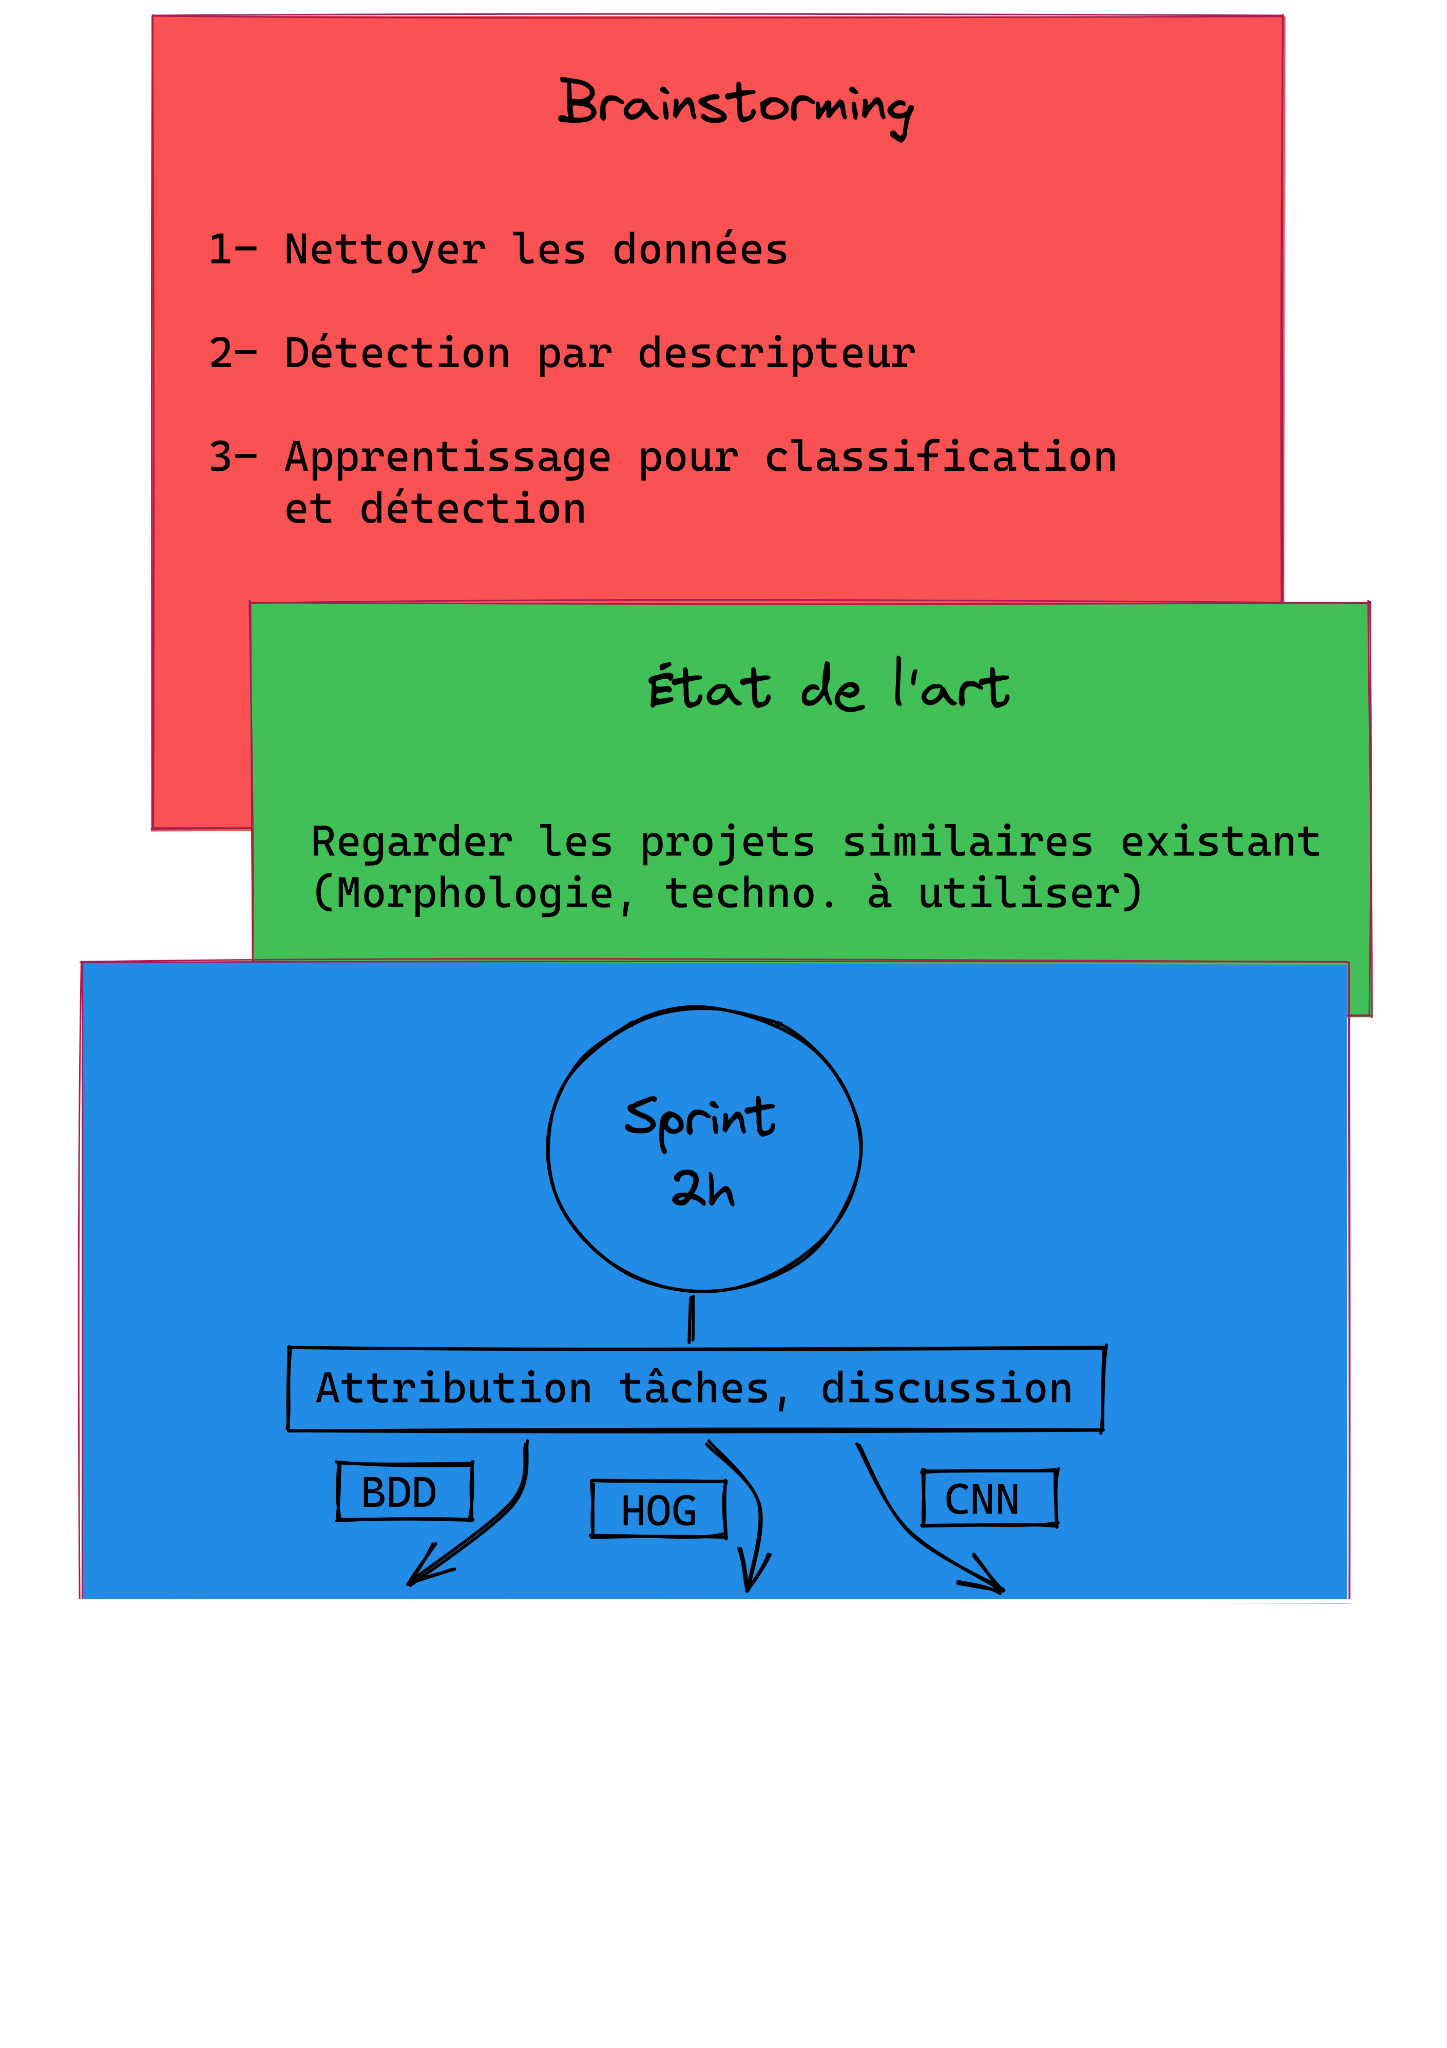 Brainstorming
1- Nettoyer les données
2- Détection par descripteur
3- Apprentissage pour classification
et détection
État de l'art
Regarder les projets similaires existant
(Morphologie, techno. à utiliser)
Sprint
2h
Attribution tâches, discussion
BDD
HOG
CNN